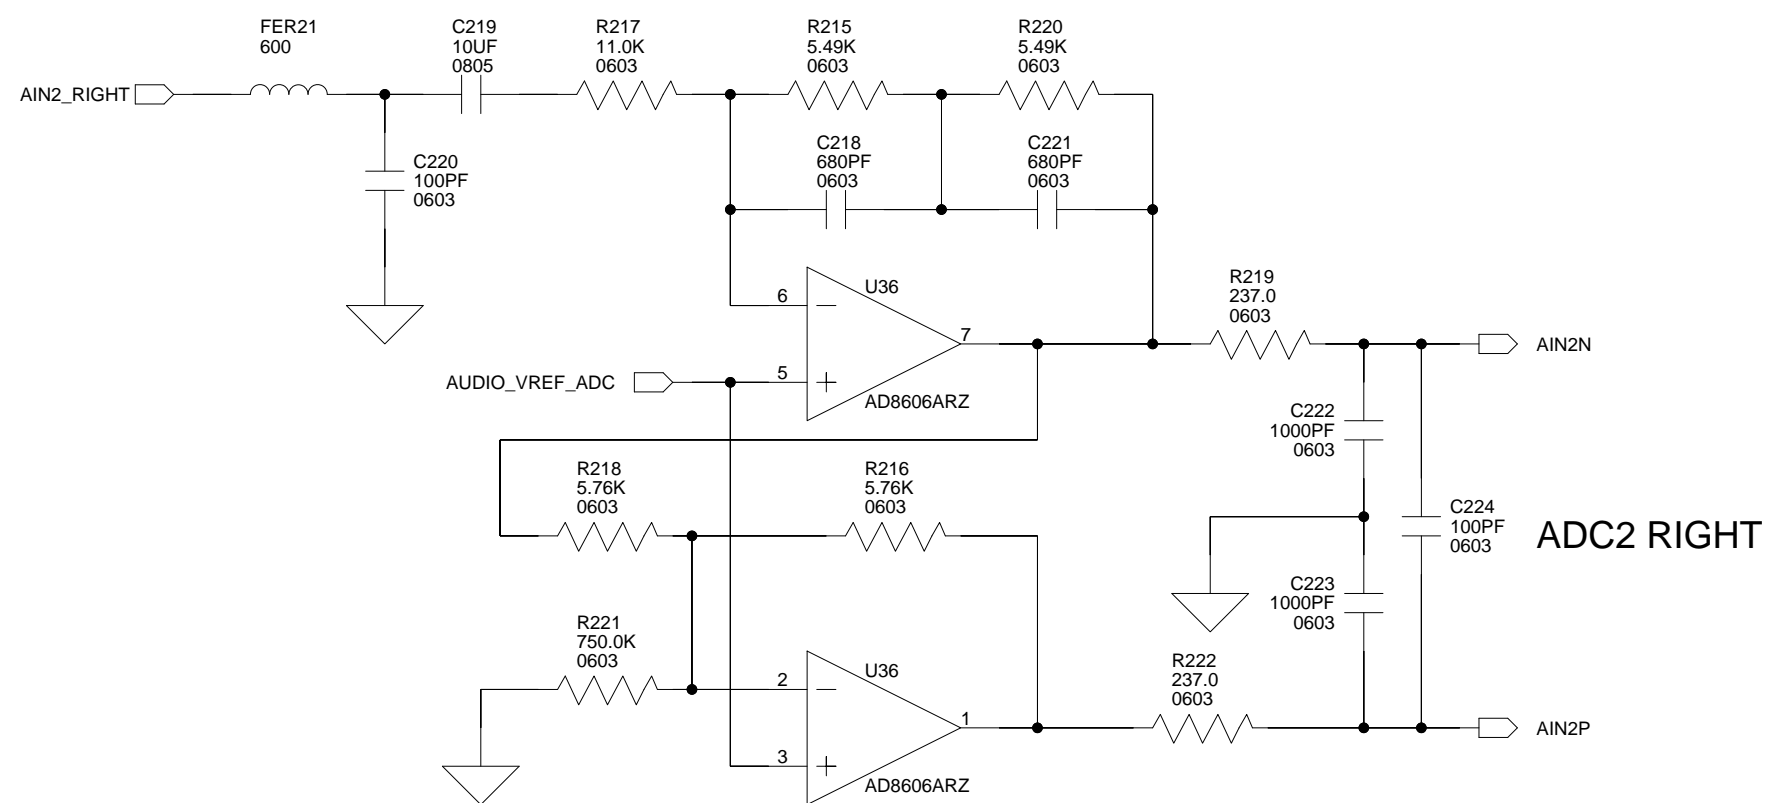 FER21
600
C219
10UF
0805
R217
11.0K
0603
R215
5.49K
0603
R220
5.49K
0603
AIN2_RIGHT
C220
100PF
0603
C218
680PF
0603
C221
680PF
0603
U36
6
7
5
AD8606ARZ
AUDIO_VREF_ADC
R219
237.0
0603
AIN2N
C222
1000PF
0603
R218
5.76K
0603
R216
5.76K
0603
C224
100PF
0603
ADC2 RIGHT
C223
1000PF
0603
R221
750.0K
0603
U36
2
1
3
AD8606ARZ
R222
237.0
0603
AIN2P